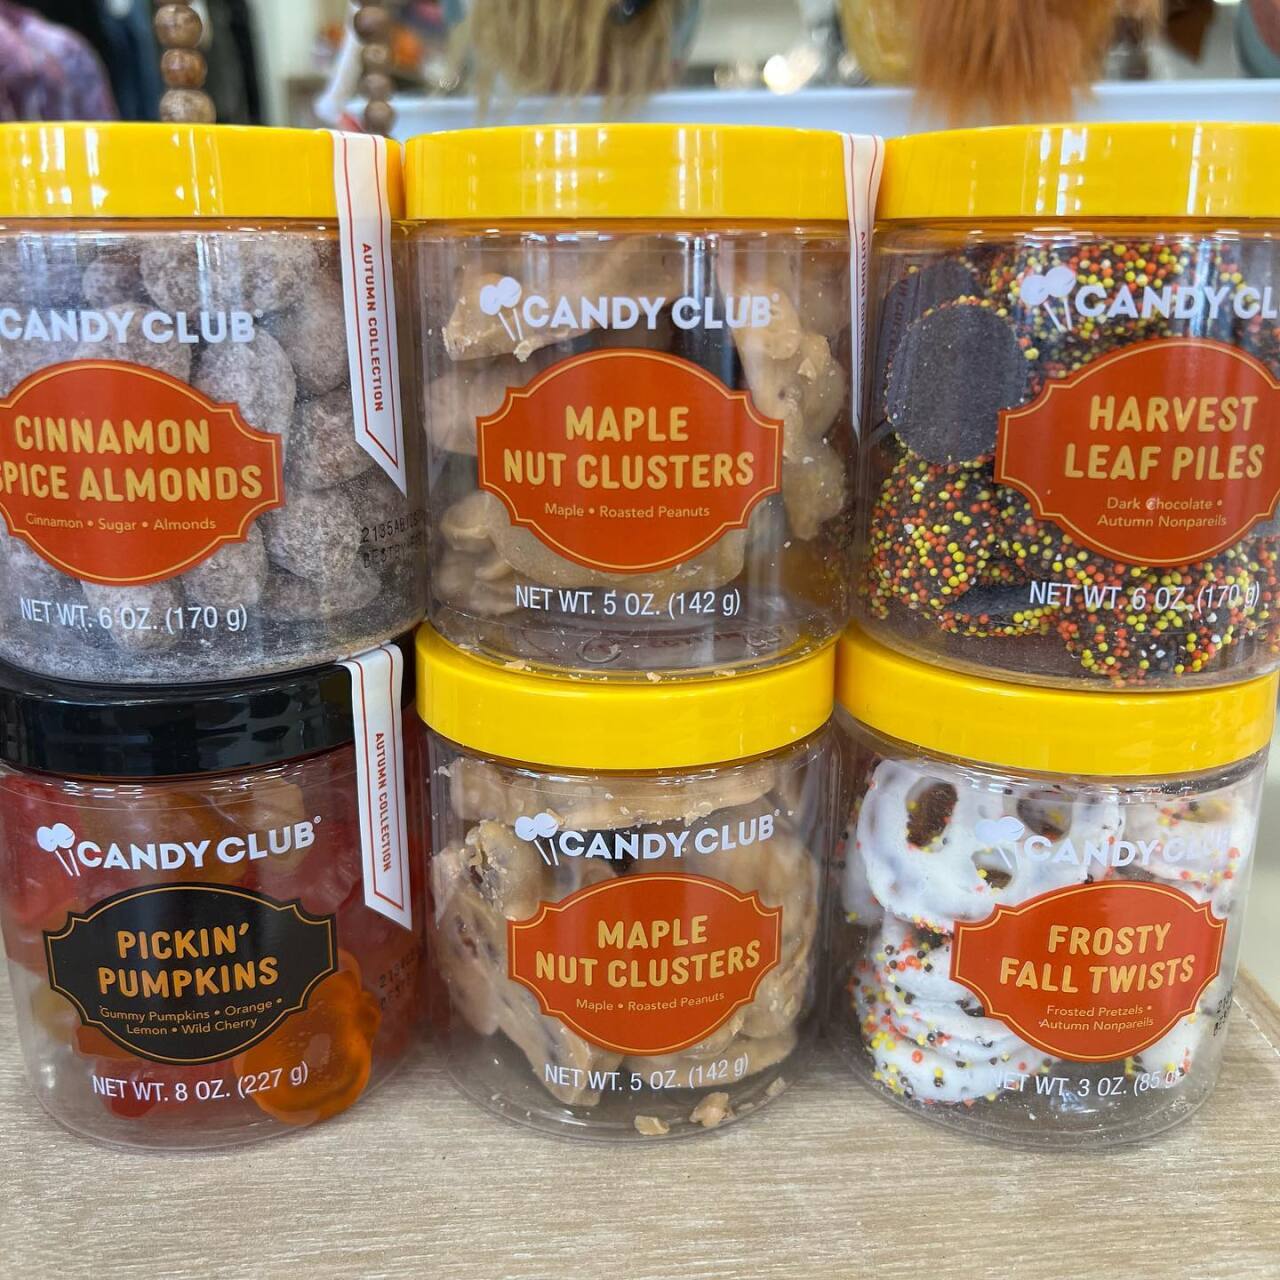 CANDY CLUB
CINNAMON
SPICE ALMONDS
Cinnamon • Sugar • Almonds
NET WT. 6 OZ. (170 g)
AUTUMN COLLECTION
CANDY CLUB
MAPLE
NUT CLUSTERS
Maple • Roasted Peanuts
NET WT. 5 OZ. (142 g)
AUTUMN
CANDY CL
HARVEST
LEAF PILES
Dark Chocolate •
Autumn Nonpareils
NET WT. 6 OZ. (170 g)
CANDY CLUB
PICKIN' PUMPKINS
Gummy Pumpkins • Orange •
Lemon • Wild Cherry
NET WT. 8 OZ. (227 g)
AUTUMN COLLECTION
CANDY CLUB
MAPLE
NUT CLUSTERS
Maple • Roasted Peanuts
NET WT. 5 OZ. (142 g)
CANDY CLUB
FROSTY
FALL TWISTS
Frosted Pretzels •
Autumn Nonpareils
NET WT. 3 OZ. (85 g)